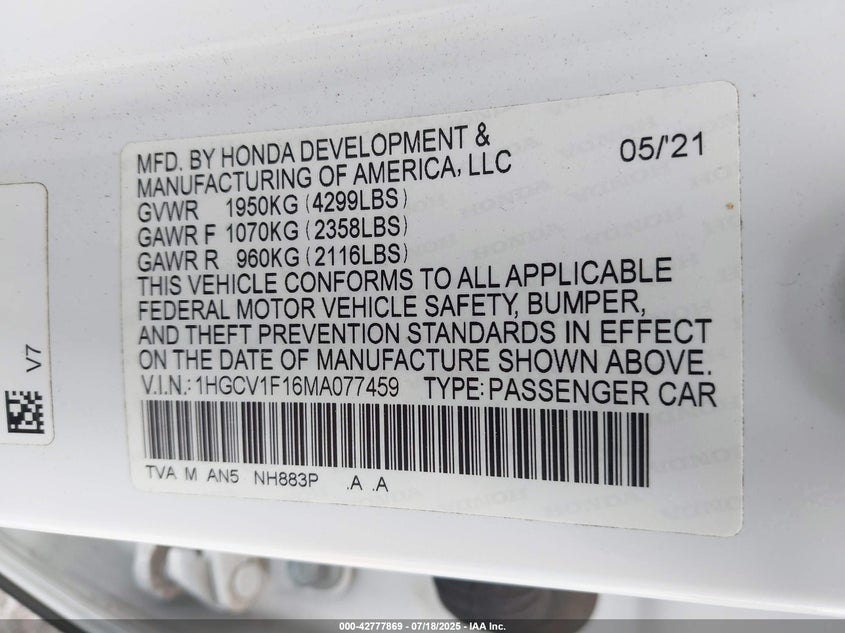 MFD. BY HONDA DEVELOPMENT & 05/'21
MANUFACTURING OF AMERICA, LLC
GVWR 1950KG (4299LBS)
GAWR F 1070KG (2358LBS)
GAWR R 960KG (2116LBS)
THIS VEHICLE CONFORMS TO ALL APPLICABLE
FEDERAL MOTOR VEHICLE SAFETY, BUMPER,
AND THEFT PREVENTION STANDARDS IN EFFECT
ON THE DATE OF MANUFACTURE SHOWN ABOVE.
V.I.N.: 1HGCV1F16MA077459 TYPE: PASSENGER CAR
TVA M AN5 NH883P .A .A
V7
000-42777869 - 07/18/2025 - IAA Inc.